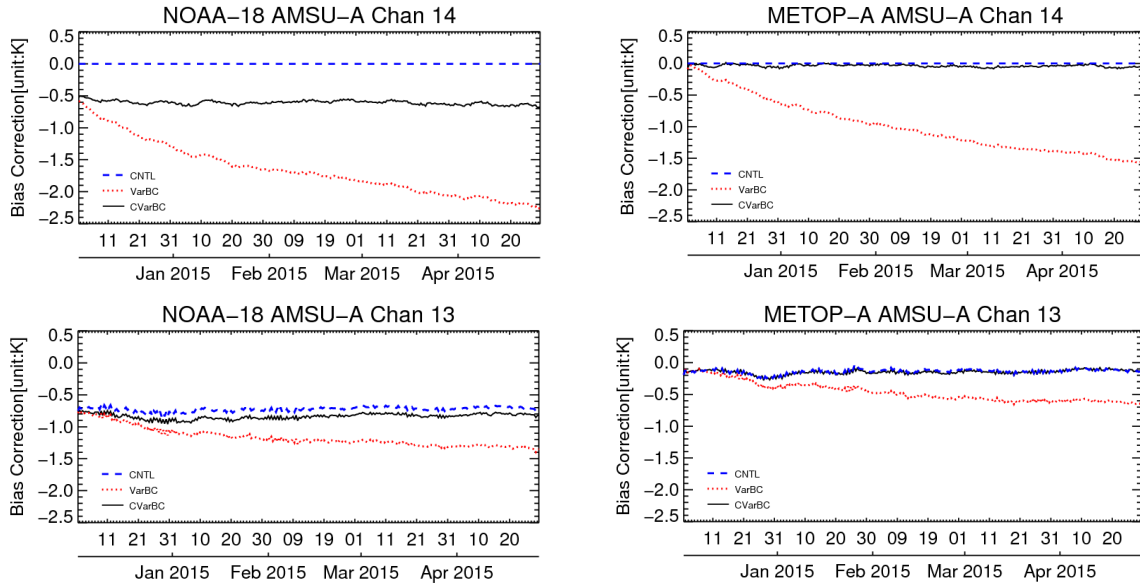 NOAA−18 AMSU−A Chan 14
Bias Correction[unit:K]
0.5
0.0
−0.5
−1.0
−1.5
−2.0
−2.5
CNTL
VarBC
CVarBC
11 21 31 10 20 30 09 19 01 11 21 31 10 20
Jan 2015 Feb 2015 Mar 2015 Apr 2015
METOP−A AMSU−A Chan 14
Bias Correction[unit:K]
0.5
0.0
−0.5
−1.0
−1.5
−2.0
−2.5
CNTL
VarBC
CVarBC
11 21 31 10 20 30 09 19 01 11 21 31 10 20
Jan 2015 Feb 2015 Mar 2015 Apr 2015
NOAA−18 AMSU−A Chan 13
Bias Correction[unit:K]
0.5
0.0
−0.5
−1.0
−1.5
−2.0
−2.5
CNTL
VarBC
CVarBC
11 21 31 10 20 30 09 19 01 11 21 31 10 20
Jan 2015 Feb 2015 Mar 2015 Apr 2015
METOP−A AMSU−A Chan 13
Bias Correction[unit:K]
0.5
0.0
−0.5
−1.0
−1.5
−2.0
−2.5
CNTL
VarBC
CVarBC
11 21 31 10 20 30 09 19 01 11 21 31 10 20
Jan 2015 Feb 2015 Mar 2015 Apr 2015